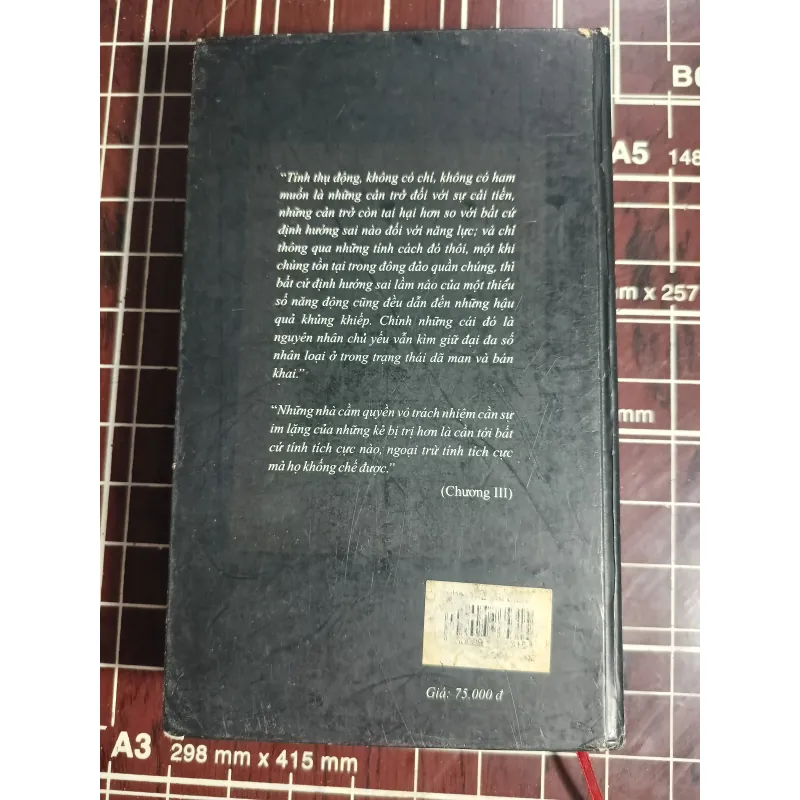 B6
A5 148
m x 257
mm
“Tính thụ động, không có chí, không có ham
muốn là những cản trở đối với sự cải tiến,
những cản trở còn tai hại hơn so với bất cứ
định hướng sai nào đối với năng lực; và chỉ
thông qua những tính cách đó thôi, một khi
chúng tồn tại trong đông đảo quần chúng, thì
bất cứ định hướng sai lầm nào của một thiểu
số năng động cũng đều dẫn đến những hậu
quả khủng khiếp. Chính những cái đó là
nguyên nhân chủ yếu vẫn kìm giữ đại đa số
nhân loại ở trong trạng thái dã man và bán
khai.”
“Những nhà cầm quyền vô trách nhiệm cần sự
im lặng của những kẻ bị trị hơn là cần tới bất
cứ tính tích cực nào, ngoại trừ tính tích cực
mà họ khống chế được.”
(Chương III)
Giá: 75.000 đ
A3 298 mm x 415 mm